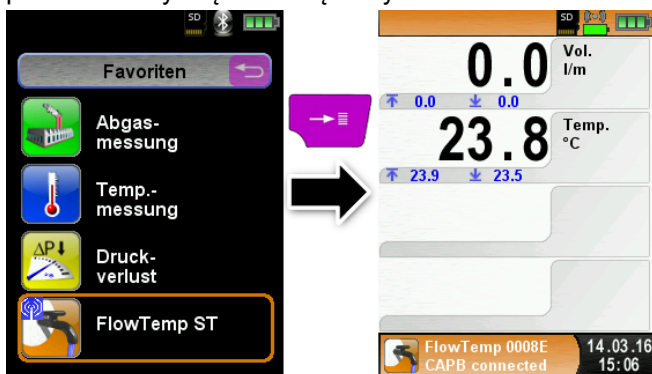 SD
Favoriten
Abgas-
messung
Temp.-
messung
ΔP
Druck-
verlust
FlowTemp ST
SD
0.0
Vol.
l/m
0.0 0.0
23.8
Temp.
°C
23.9 23.5
FlowTemp 0008E
CAPB connected
14.03.16
15:06